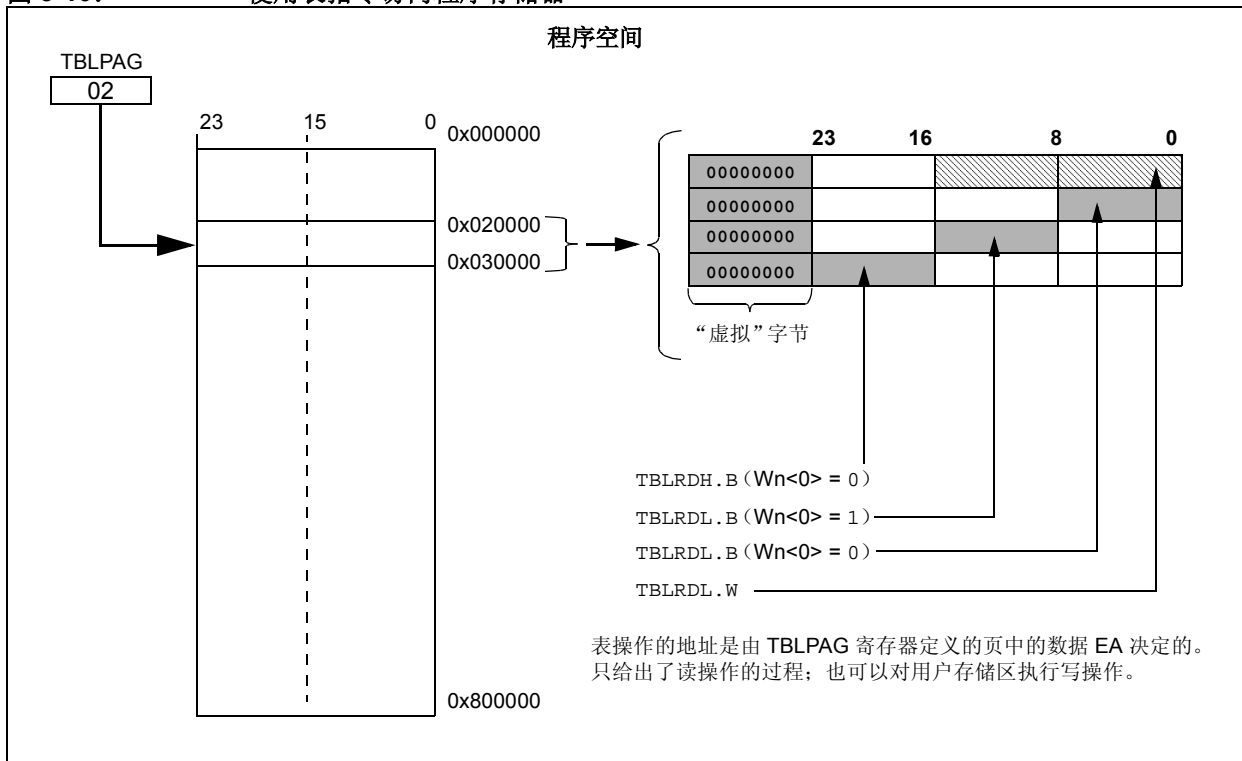 程序空间
TBLPAG
02
23 15 0
0x000000
0x020000
0x030000
0x800000
23 16 8 0
00000000
00000000
00000000
00000000
“虚拟”字节
TBLRDH.B（Wn<0> = 0）
TBLRDL.B（Wn<0> = 1）
TBLRDL.B（Wn<0> = 0）
TBLRDL.W
表操作的地址是由 TBLPAG 寄存器定义的页中的数据 EA 决定的。
只给出了读操作的过程；也可以对用户存储区执行写操作。